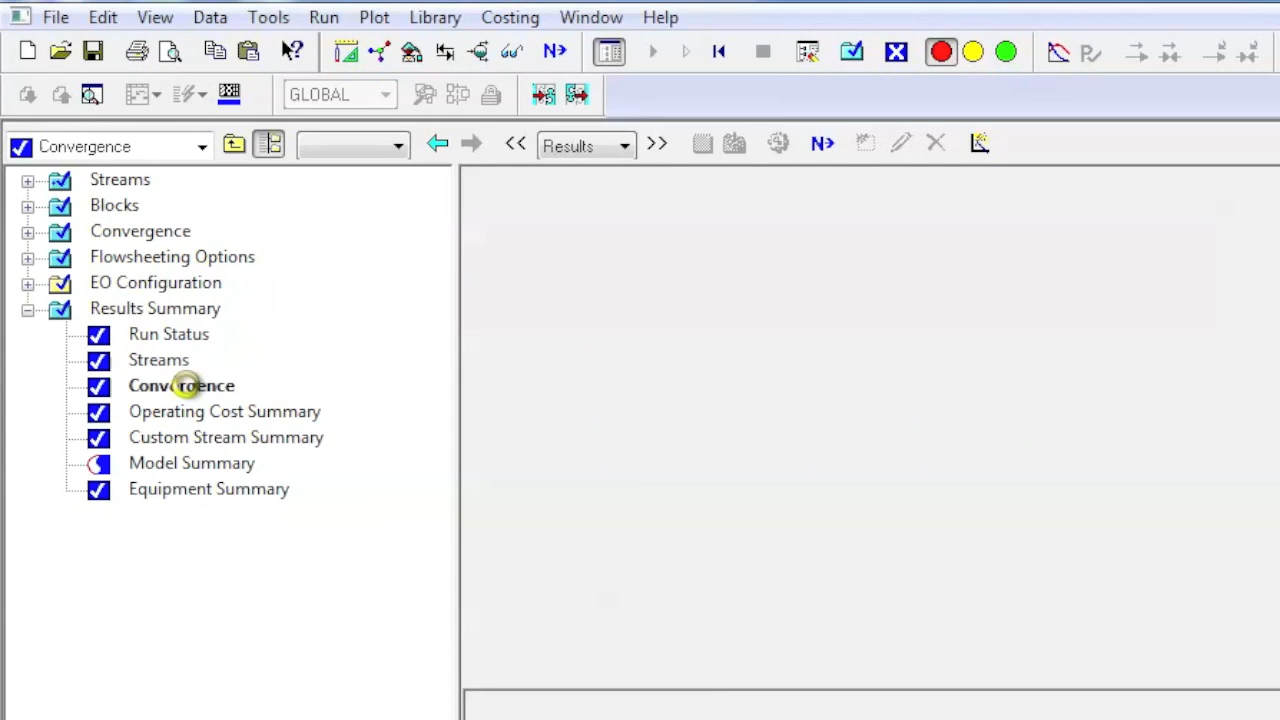 File Edit View Data Tools Run Plot Library Costing Window Help
N
GLOBAL
Convergence << Results >> N
Streams
Blocks
Convergence
Flowsheeting Options
EO Configuration
Results Summary
Run Status
Streams
Convergence
Operating Cost Summary
Custom Stream Summary
Model Summary
Equipment Summary